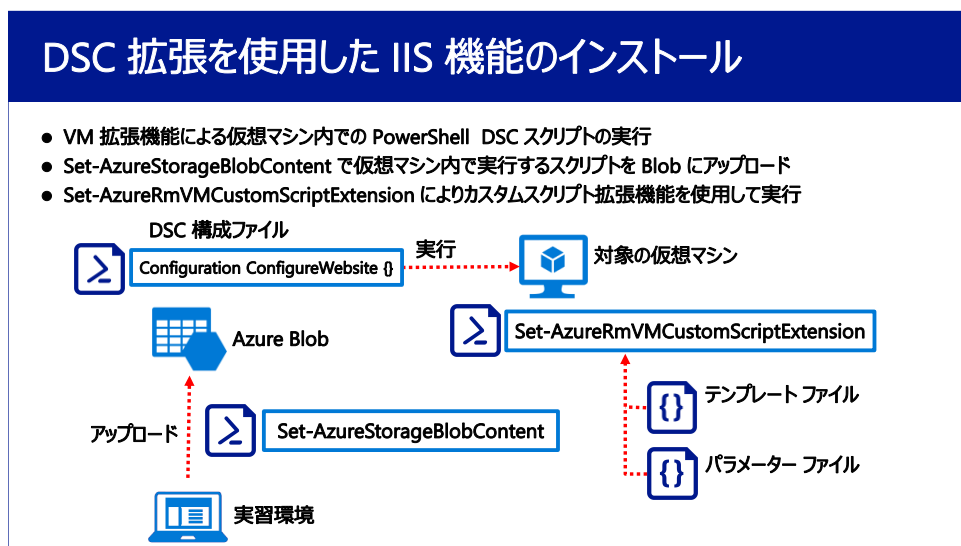 DSC 拡張を使用した IIS 機能のインストール
● VM 拡張機能による仮想マシン内での PowerShell DSC スクリプトの実行
● Set-AzureStorageBlobContent で仮想マシン内で実行するスクリプトを Blob にアップロード
● Set-AzureRmVMCustomScriptExtension によりカスタムスクリプト拡張機能を使用して実行
DSC 構成ファイル
Configuration ConfigureWebsite {}
実行
対象の仮想マシン
Azure Blob
Set-AzureRmVMCustomScriptExtension
テンプレート ファイル
アップロード
Set-AzureStorageBlobContent
パラメーター ファイル
実習環境